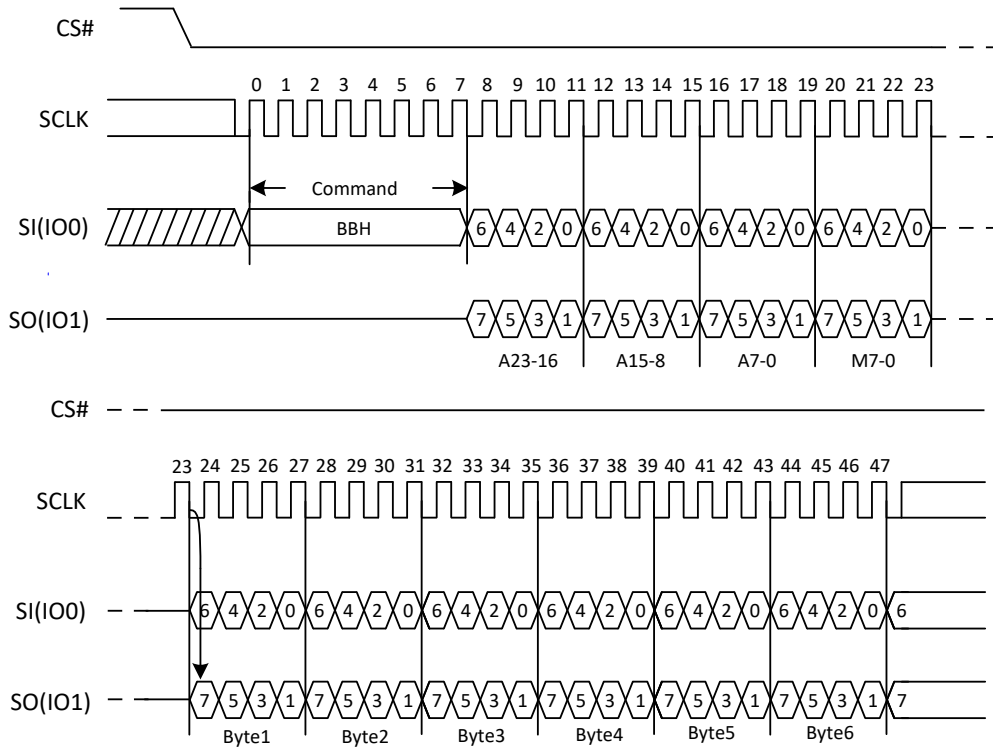 CS#
0 1 2 3 4 5 6 7 8 9 10 11 12 13 14 15 16 17 18 19 20 21 22 23
SCLK
Command
SI(IO0) BBH 6 4 2 0 6 4 2 0 6 4 2 0 6 4 2 0
SO(IO1) 7 5 3 1 7 5 3 1 7 5 3 1 7 5 3 1
A23-16 A15-8 A7-0 M7-0
CS#
23 24 25 26 27 28 29 30 31 32 33 34 35 36 37 38 39 40 41 42 43 44 45 46 47
SCLK
SI(IO0) 6 4 2 0 6 4 2 0 6 4 2 0 6 4 2 0 6 4 2 0 6 4 2 0 6
SO(IO1) 7 5 3 1 7 5 3 1 7 5 3 1 7 5 3 1 7 5 3 1 7 5 3 1 7
Byte1 Byte2 Byte3 Byte4 Byte5 Byte6